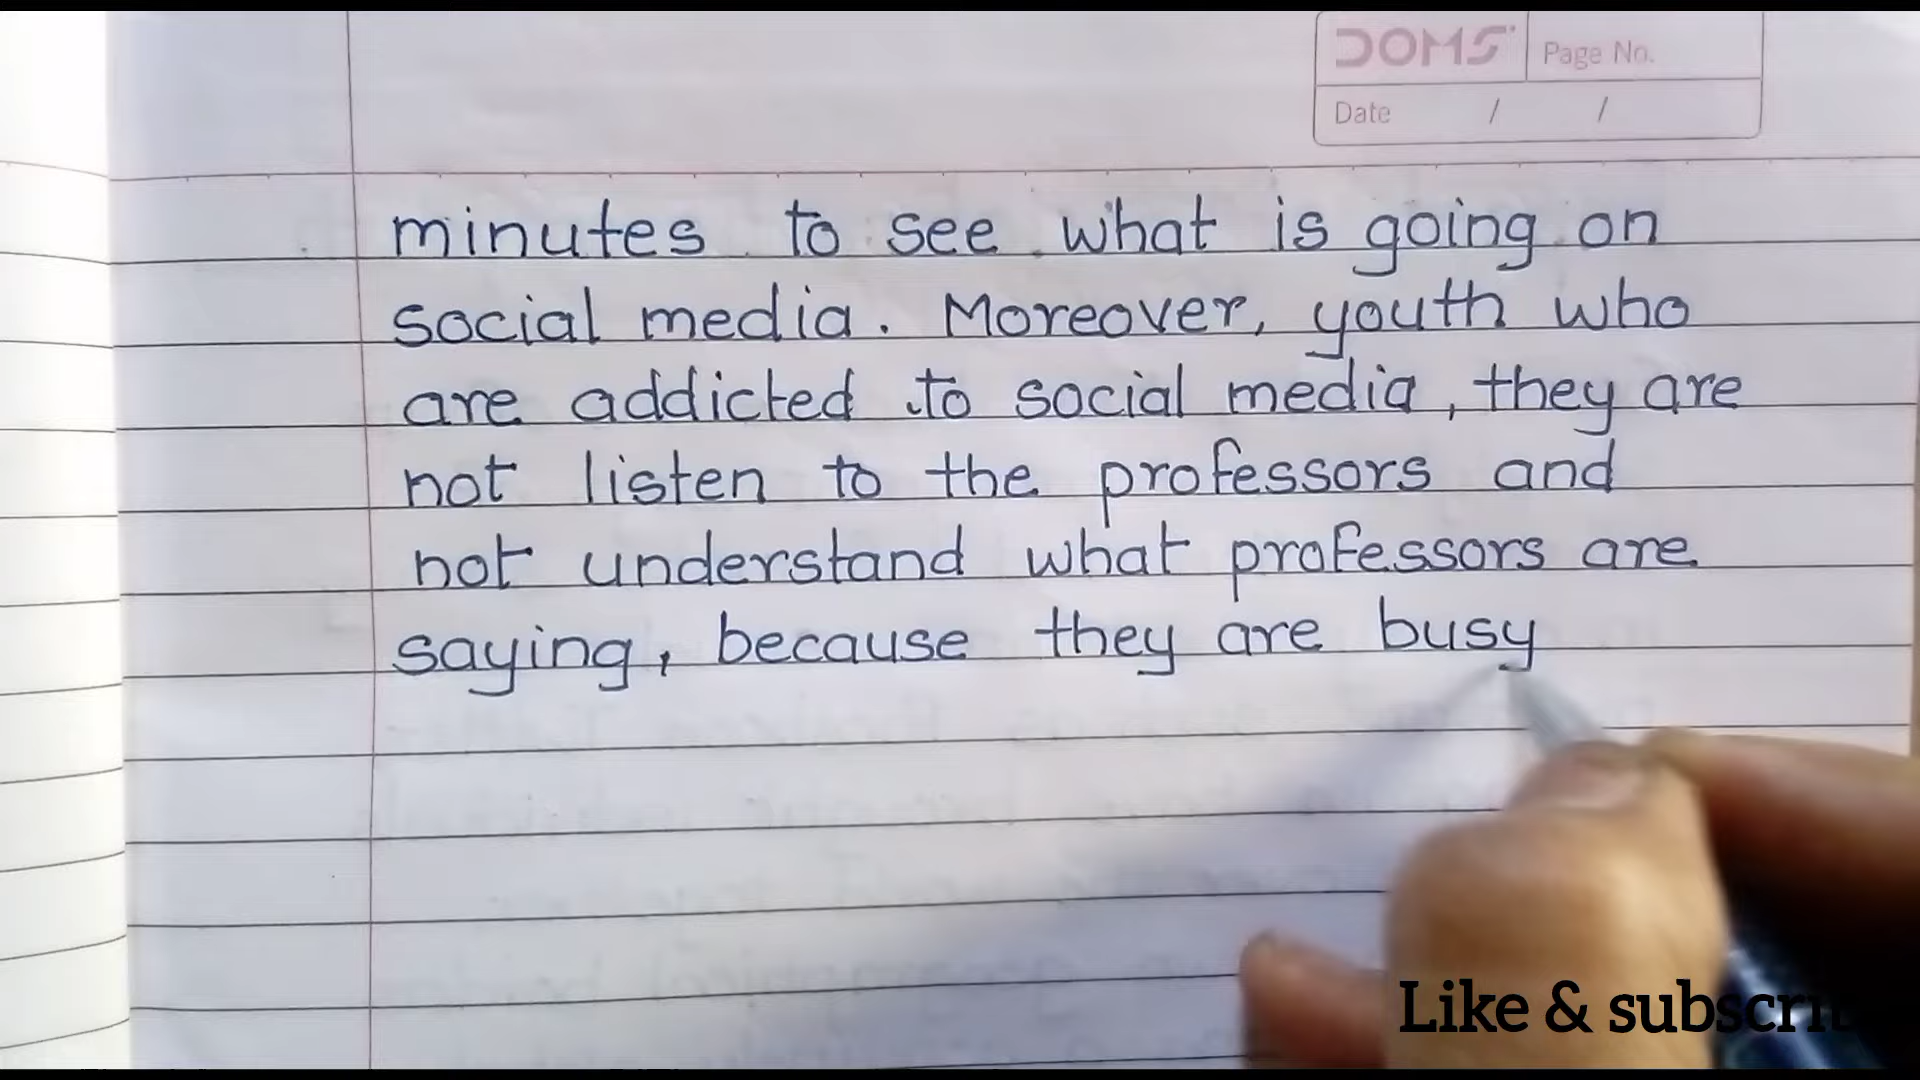 DOMS
Page No.
Date / /
minutes to see what is going on
social media. Moreover, youth who
are addicted to social media, they are
not listen to the professors and
not understand what professors are
saying, because they are busy
Like & subscri